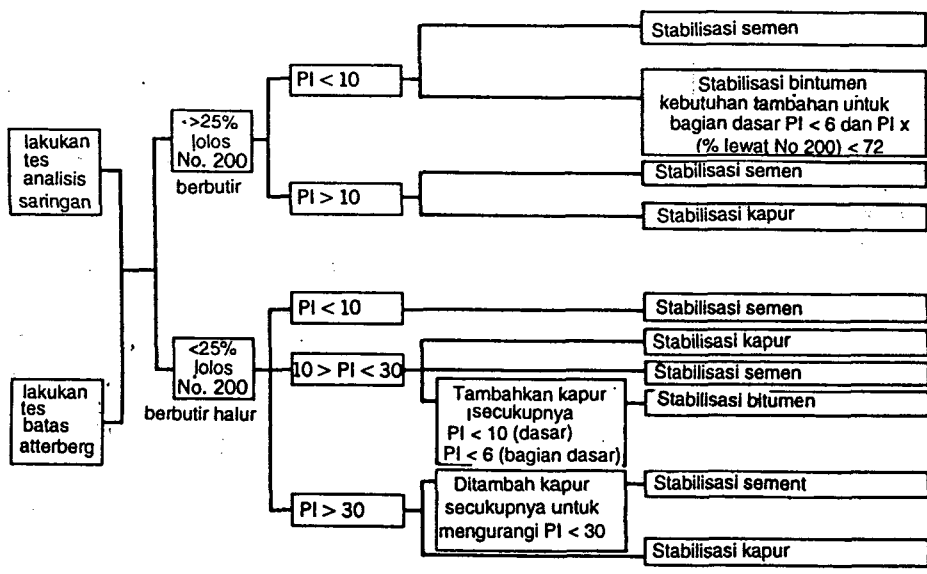 lakukan
tes
analisis
saringan
lakukan
tes
batas
atterberg
>25%
lolos
No. 200
berbutir
<25%
lolos
No. 200
berbutir halur
PI < 10
PI > 10
PI < 10
10 > PI < 30
PI > 30
Tambahkan kapur
secukupnya
PI < 10 (dasar)
PI < 6 (bagian dasar)
Ditambah kapur
secukupnya untuk
mengurangi PI < 30
Stabilisasi semen
Stabilisasi bintumen
kebutuhan tambahan untuk
bagian dasar PI < 6 dan PI x
(% lewat No 200) < 72
Stabilisasi semen
Stabilisasi kapur
Stabilisasi semen
Stabilisasi kapur
Stabilisasi semen
Stabilisasi bitumen
Stabilisasi sement
Stabilisasi kapur